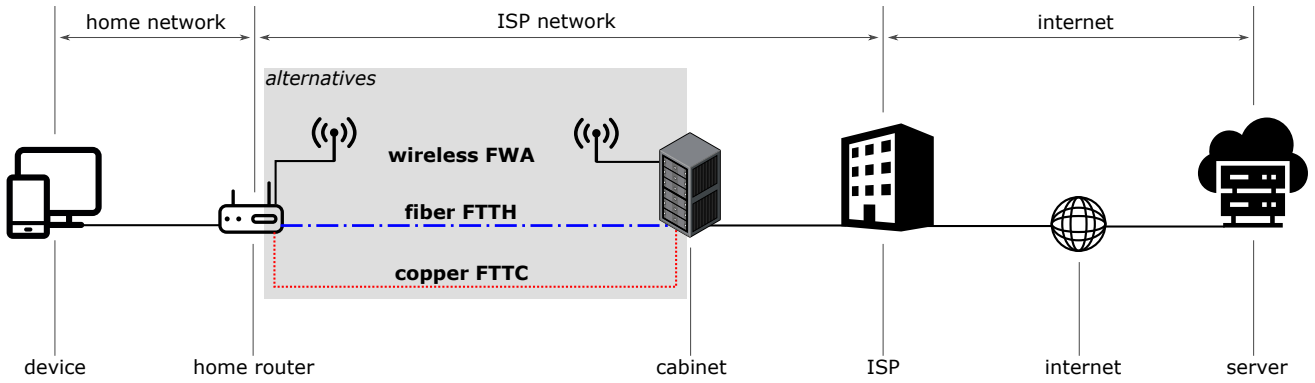 home network
ISP network
internet
alternatives
wireless FWA
fiber FTTH
copper FTTC
device
home router
cabinet
ISP
internet
server